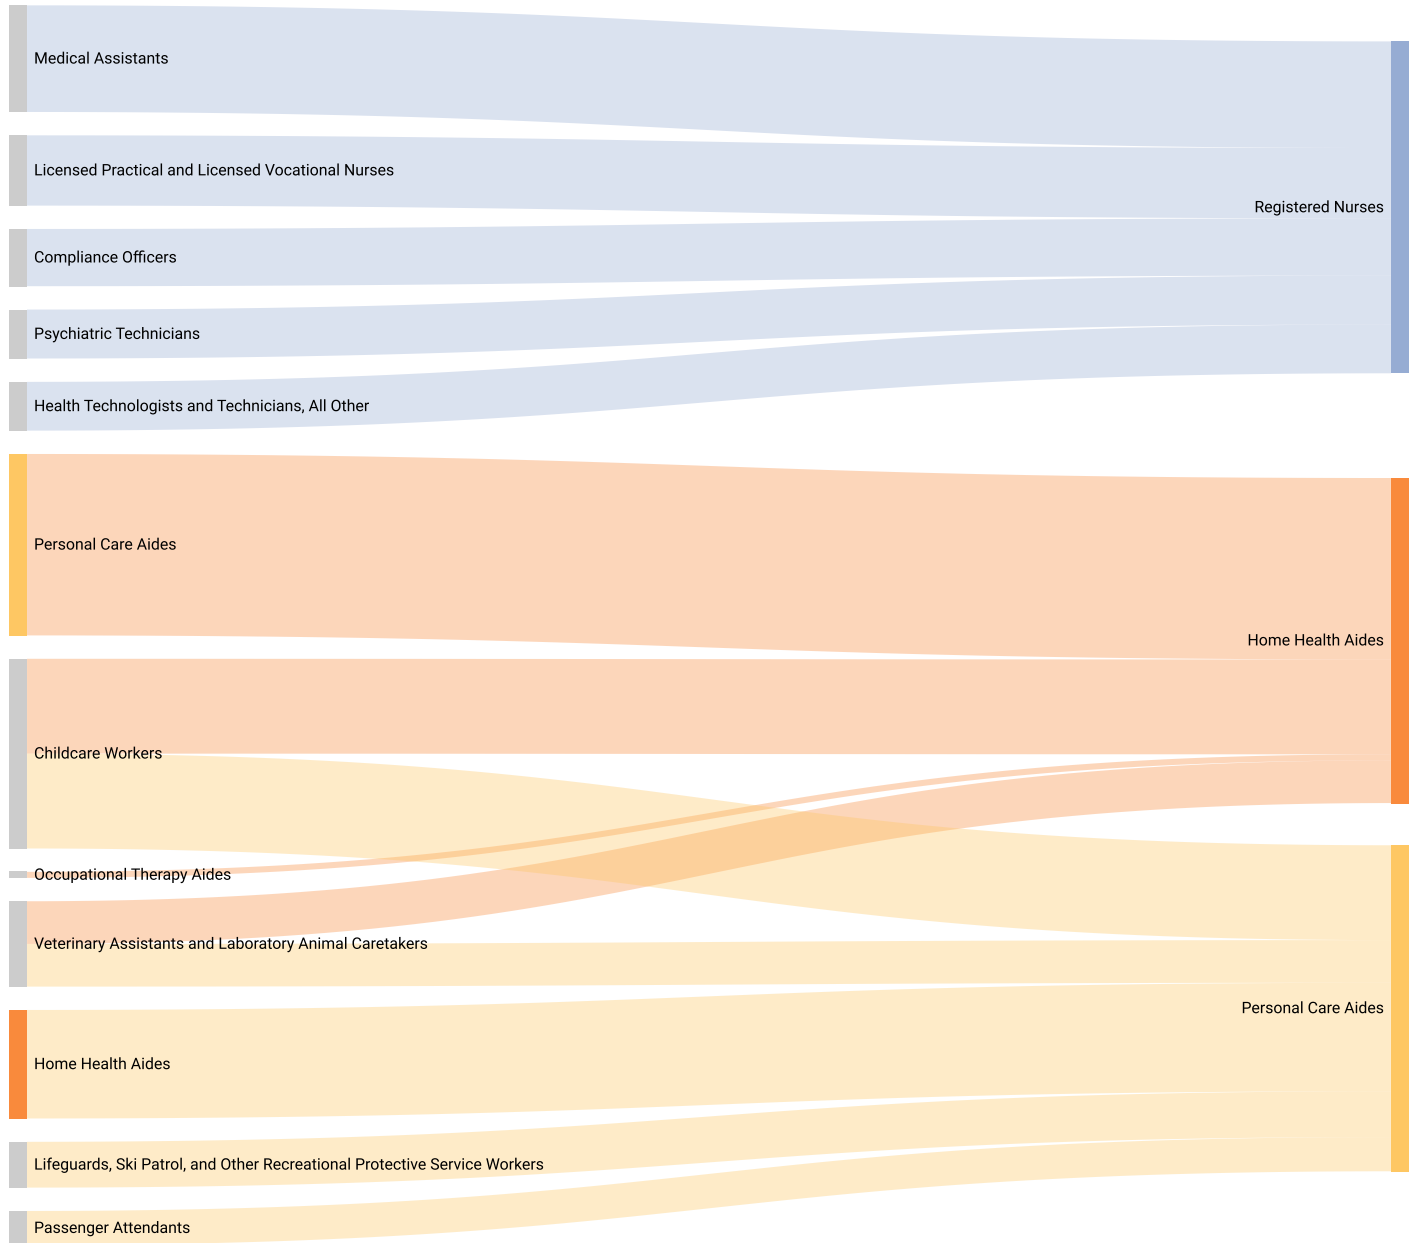 Medical Assistants
Licensed Practical and Licensed Vocational Nurses
Registered Nurses
Compliance Officers
Psychiatric Technicians
Health Technologists and Technicians, All Other
Personal Care Aides
Home Health Aides
Childcare Workers
Occupational Therapy Aides
Veterinary Assistants and Laboratory Animal Caretakers
Personal Care Aides
Home Health Aides
Lifeguards, Ski Patrol, and Other Recreational Protective Service Workers
Passenger Attendants